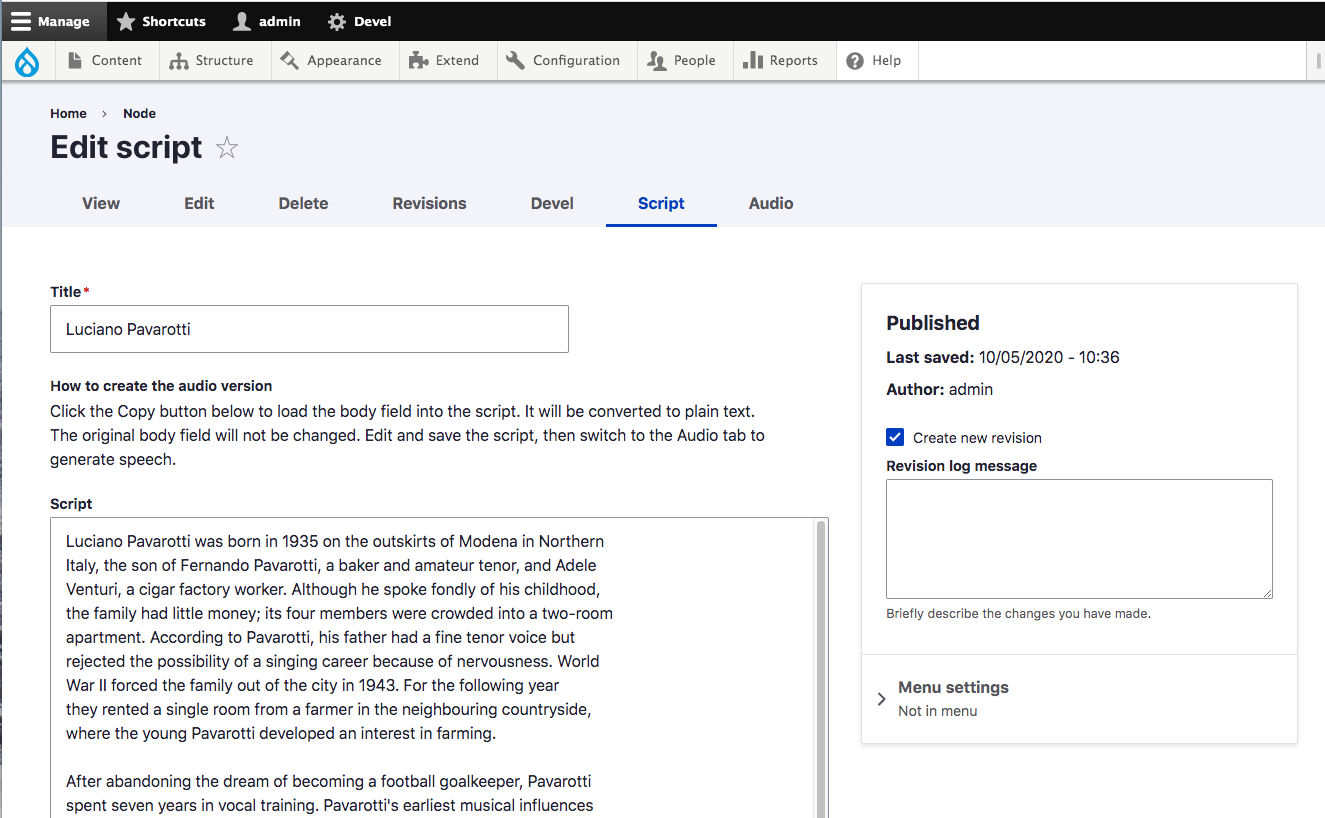 Manage Shortcuts admin Devel
Content Structure Appearance Extend Configuration People Reports Help
Home › Node
Edit script
View Edit Delete Revisions Devel Script Audio
Title*
Luciano Pavarotti
How to create the audio version
Click the Copy button below to load the body field into the script. It will be converted to plain text.
The original body field will not be changed. Edit and save the script, then switch to the Audio tab to
generate speech.
Script
Luciano Pavarotti was born in 1935 on the outskirts of Modena in Northern
Italy, the son of Fernando Pavarotti, a baker and amateur tenor, and Adele
Venturi, a cigar factory worker. Although he spoke fondly of his childhood,
the family had little money; its four members were crowded into a two-room
apartment. According to Pavarotti, his father had a fine tenor voice but
rejected the possibility of a singing career because of nervousness. World
War II forced the family out of the city in 1943. For the following year
they rented a single room from a farmer in the neighbouring countryside,
where the young Pavarotti developed an interest in farming.
After abandoning the dream of becoming a football goalkeeper, Pavarotti
spent seven years in vocal training. Pavarotti's earliest musical influences
Published
Last saved: 10/05/2020 - 10:36
Author: admin
Create new revision
Revision log message
Briefly describe the changes you have made.
Menu settings
Not in menu